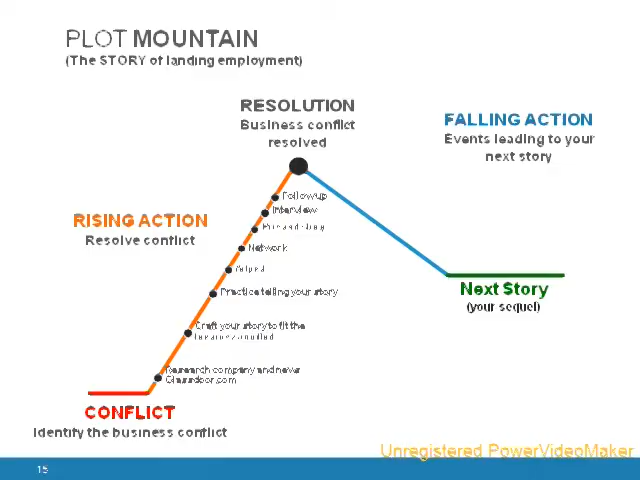 PLOT MOUNTAIN
(The STORY of landing employment)
RESOLUTION
Business conflict
resolved
FALLING ACTION
Events leading to your
next story
Follow up
Interview
RISING ACTION
Resolve conflict
Network
Practice telling your story
Next Story
(your sequel)
Craft your story to fit the
Research company and news
Glassdoor.com
CONFLICT
Identify the business conflict
Unregistered PowerVideoMaker
15